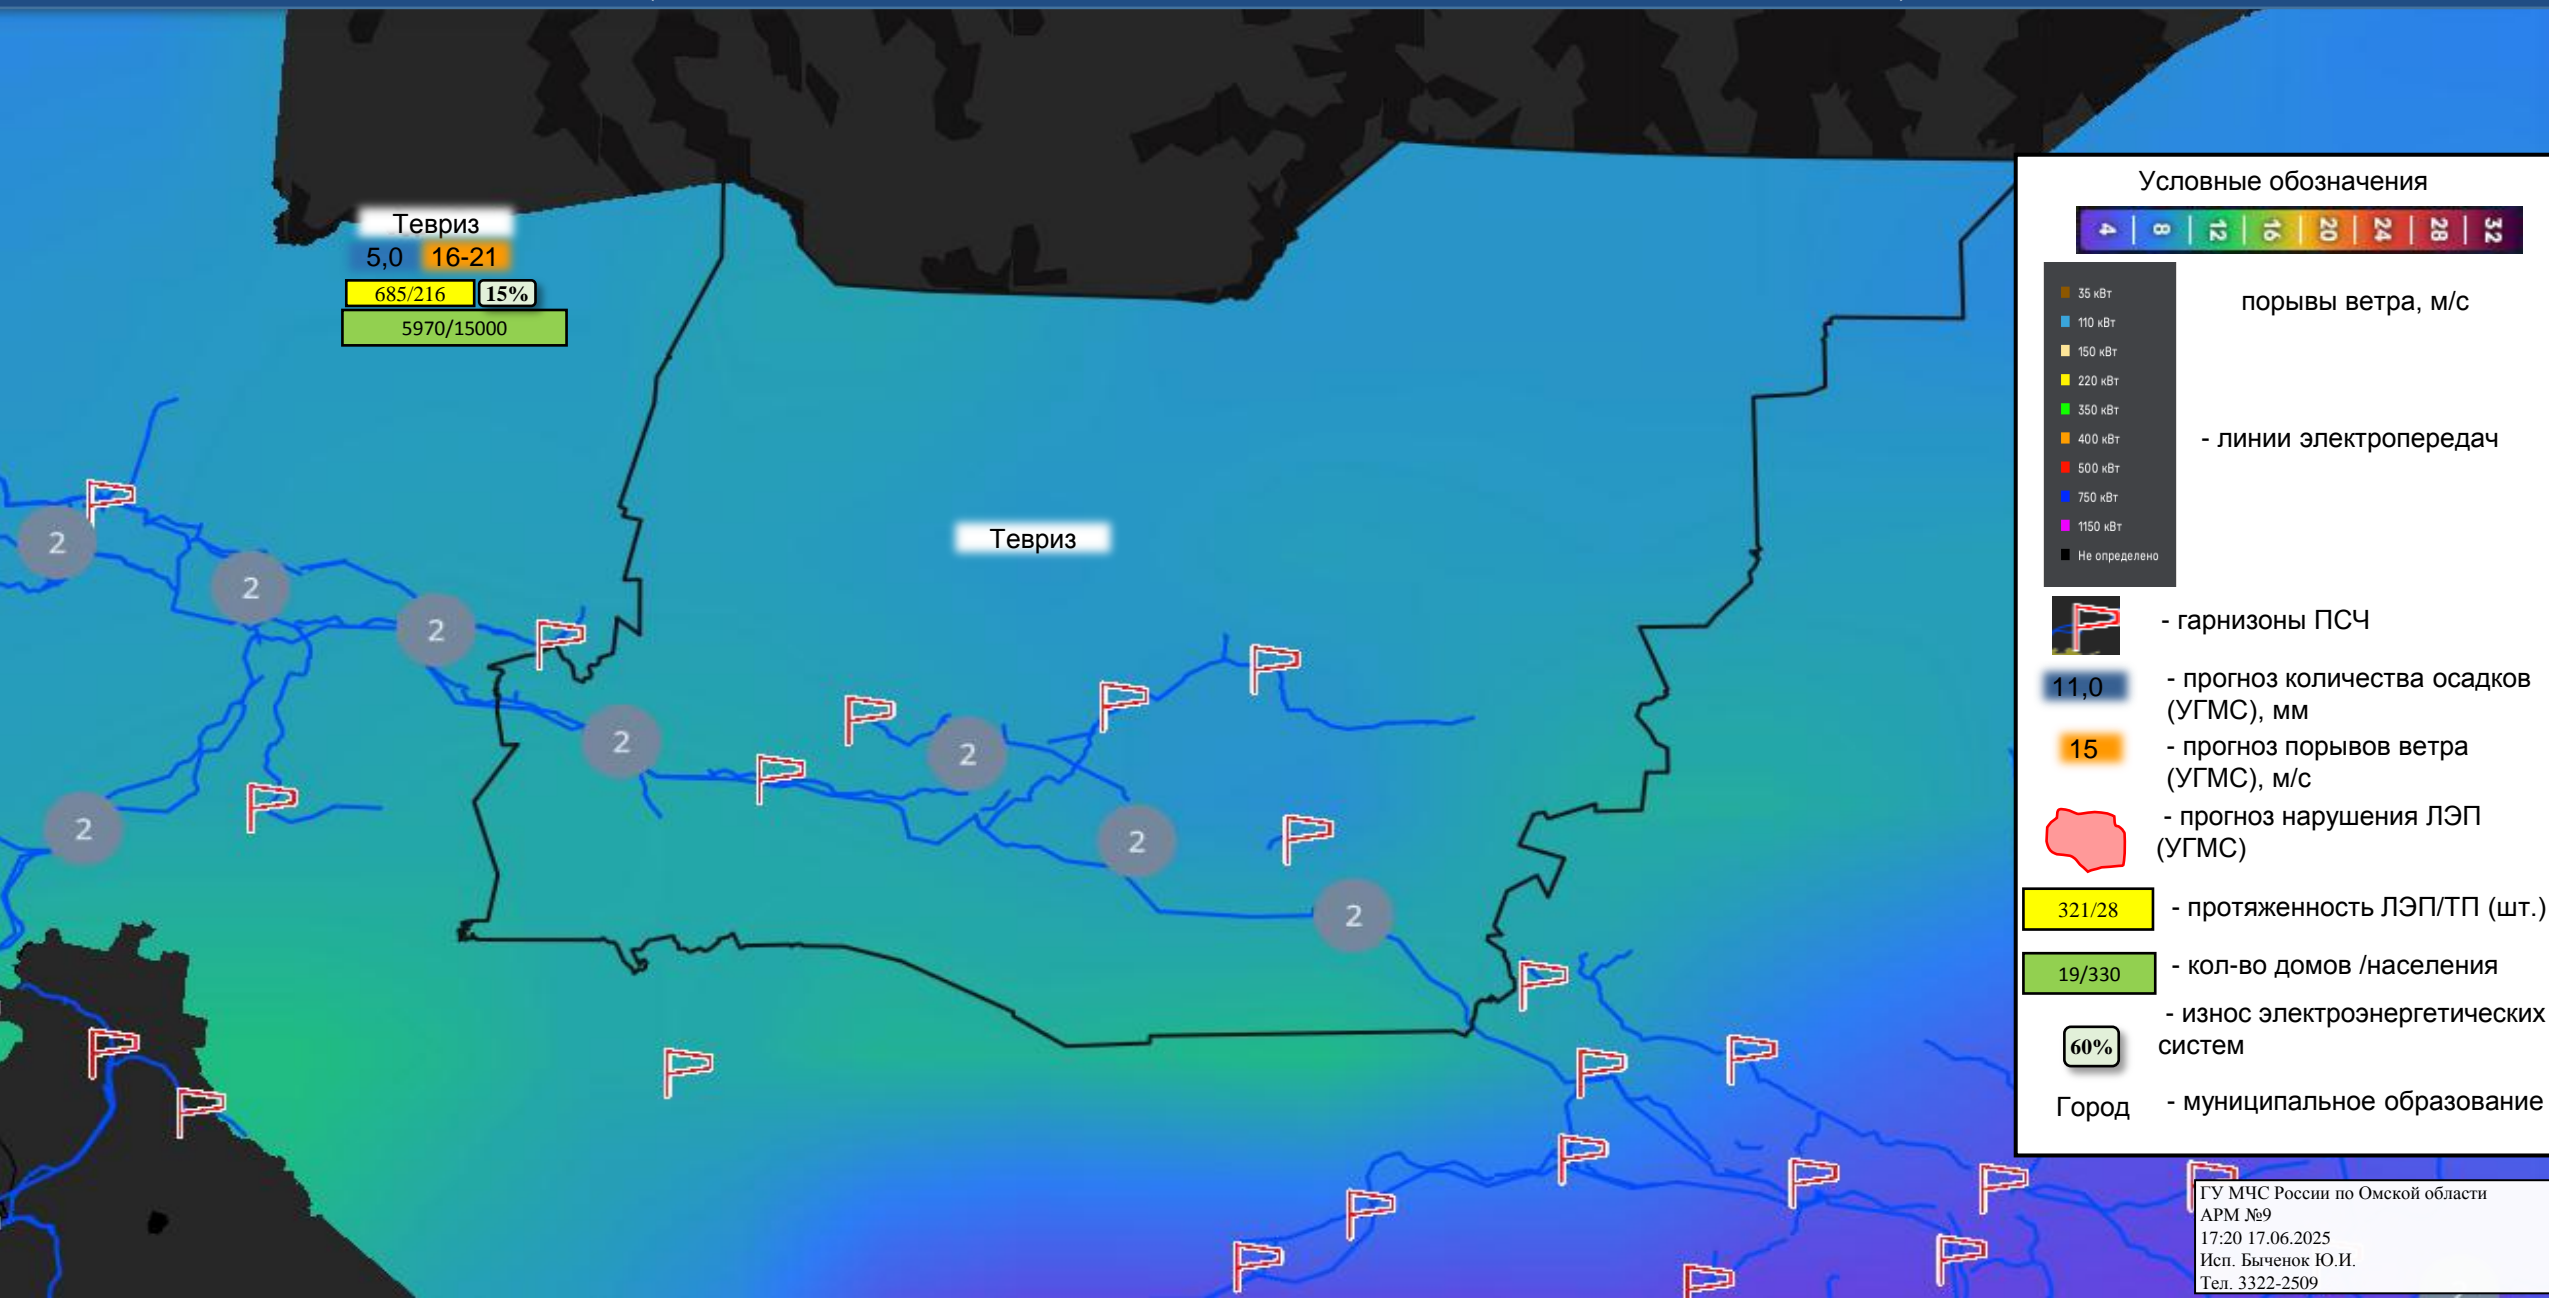 Тевриз
5,0 16-21
685/216 15%
5970/15000
Тевриз
2
2
2
2
2
2
2
2
Условные обозначения
4 8 12 16 20 24 28 32
порывы ветра, м/с
35 кВт
110 кВт
150 кВт
220 кВт
350 кВт
400 кВт
500 кВт
750 кВт
1150 кВт
Не определено
- линии электропередач
- гарнизоны ПСЧ
11,0 - прогноз количества осадков
(УГМС), мм
15 - прогноз порывов ветра
(УГМС), м/с
- прогноз нарушения ЛЭП
(УГМС)
321/28 - протяженность ЛЭП/ТП (шт.)
19/330 - кол-во домов /населения
60% - износ электроэнергетических
систем
Город - муниципальное образование
ГУ МЧС России по Омской области
АРМ №9
17:20 17.06.2025
Исп. Быченок Ю.И.
Тел. 3322-2509